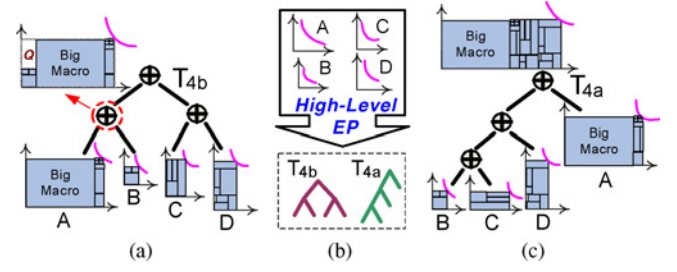 Q
Big
Macro
T4b
Big
Macro
A
B
C
D
(a)
A
C
B
D
High-Level
EP
T4b
T4a
(b)
Big
Macro
T4a
Big
Macro
A
B
C
D
(c)